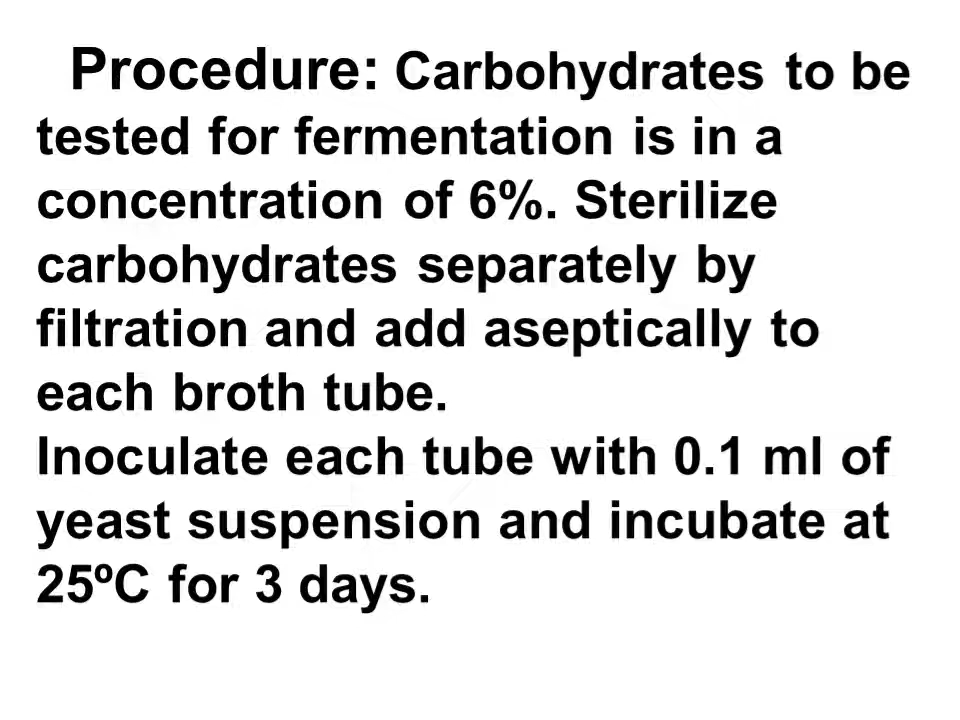 Procedure: Carbohydrates to be
tested for fermentation is in a
concentration of 6%. Sterilize
carbohydrates separately by
filtration and add aseptically to
each broth tube.
Inoculate each tube with 0.1 ml of
yeast suspension and incubate at
25ºC for 3 days.